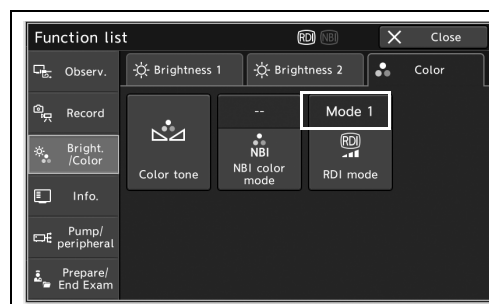 Function list
RDI NBI
Close
Observ.
Brightness 1
Brightness 2
Color
Record
Bright.
/Color
--
Mode 1
NBI
RDI
Color tone
NBI color
mode
RDI mode
Info.
Pump/
peripheral
Prepare/
End Exam